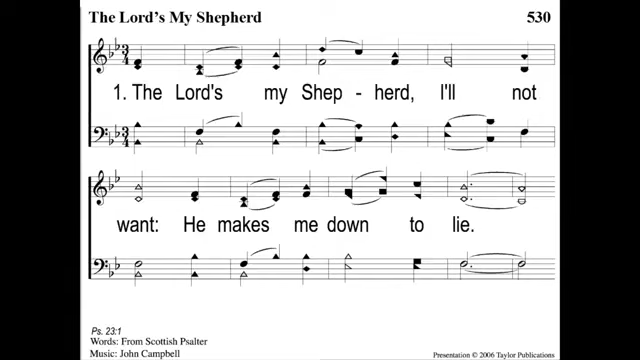 The Lord's My Shepherd 530
1. The Lord's my Shep - herd, I'll not
want: He makes me down to lie.
Ps. 23:1
Words: From Scottish Psalter
Music: John Campbell
Presentation © 2006 Taylor Publications